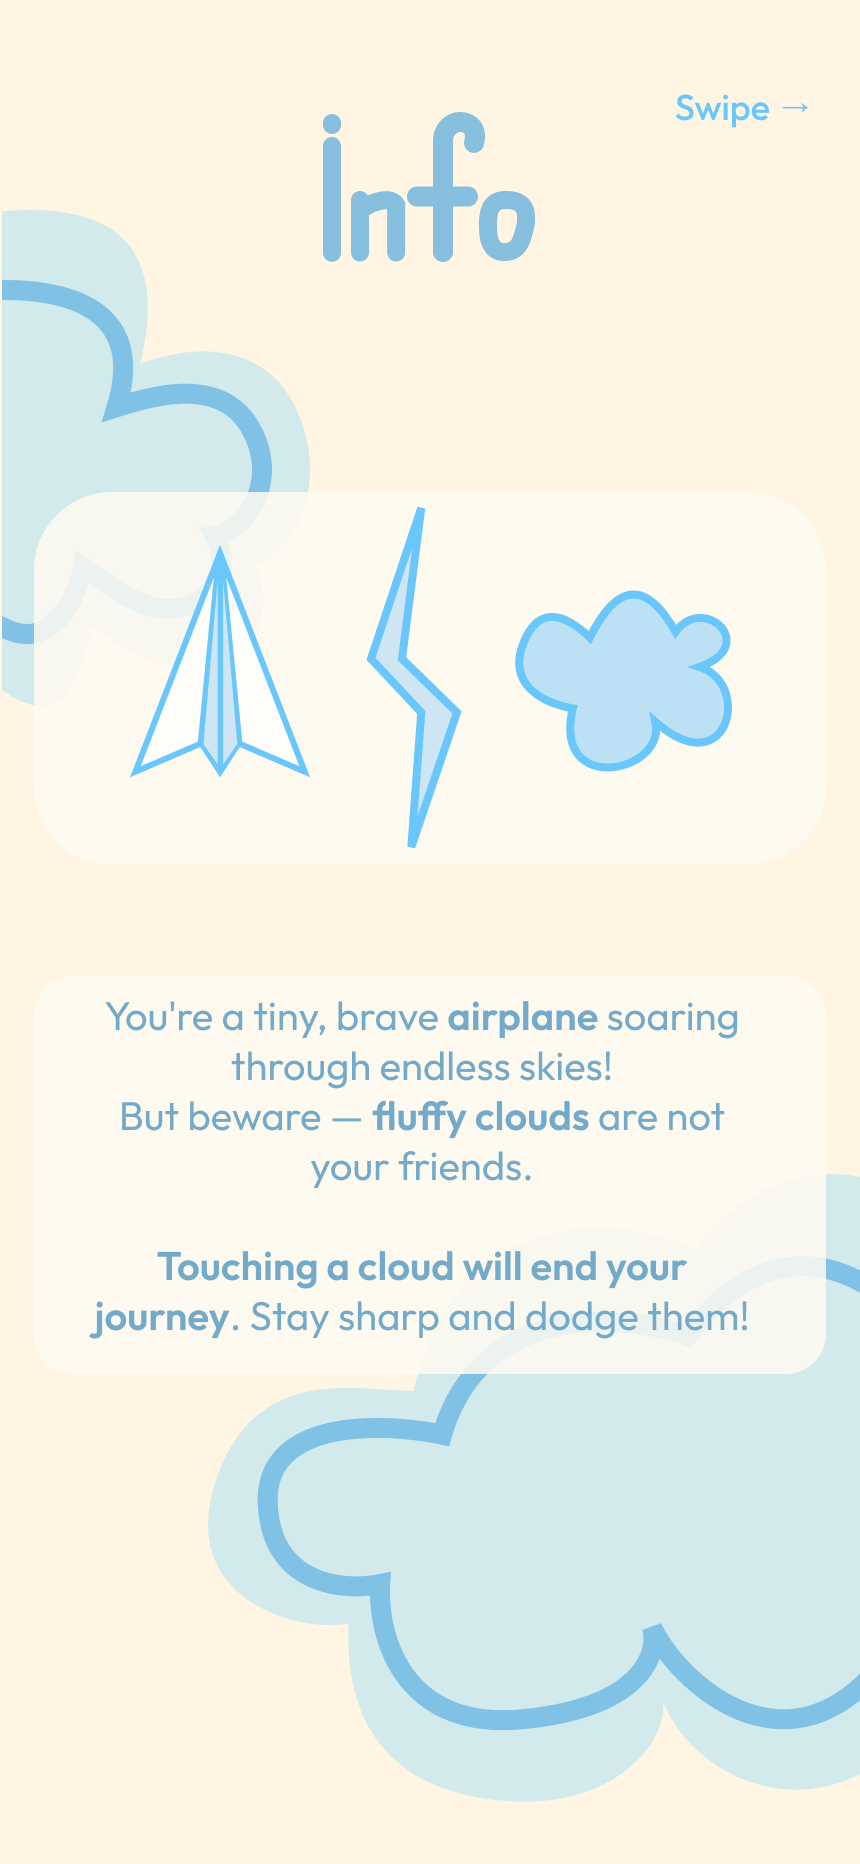 Swipe →
info
You're a tiny, brave airplane soaring
through endless skies!
But beware — fluffy clouds are not
your friends.
Touching a cloud will end your
journey. Stay sharp and dodge them!